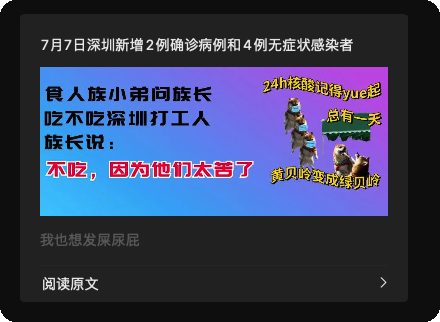 7月7日深圳新增2例确诊病例和4例无症状感染者
食人族小弟问族长
吃不吃深圳打工人
族长说：
不吃，因为他们太苦了
24h核酸记得yue起
总有一天
黄贝岭变成绿贝岭
我也想发屎尿屁
阅读原文